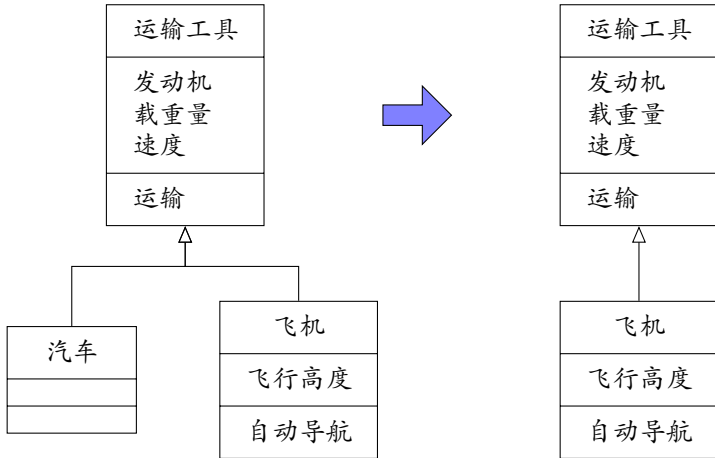 运输工具
发动机
载重量
速度
运输
汽车
飞机
飞行高度
自动导航
运输工具
发动机
载重量
速度
运输
飞机
飞行高度
自动导航